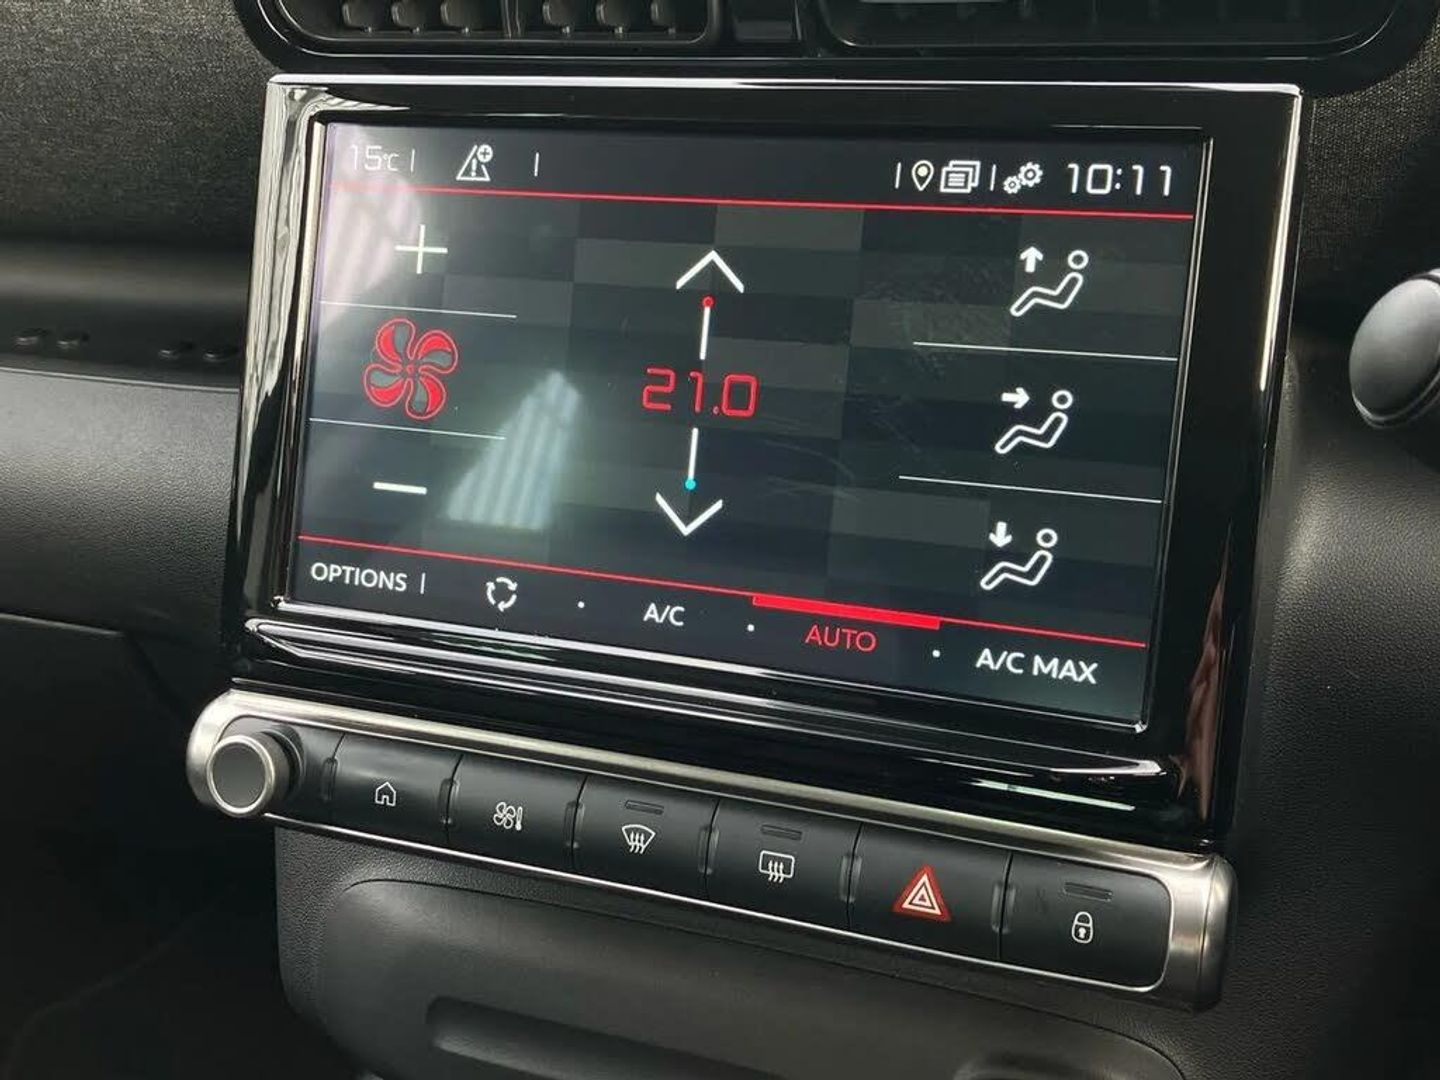 15°C 10:11
21.0
OPTIONS A/C AUTO A/C MAX